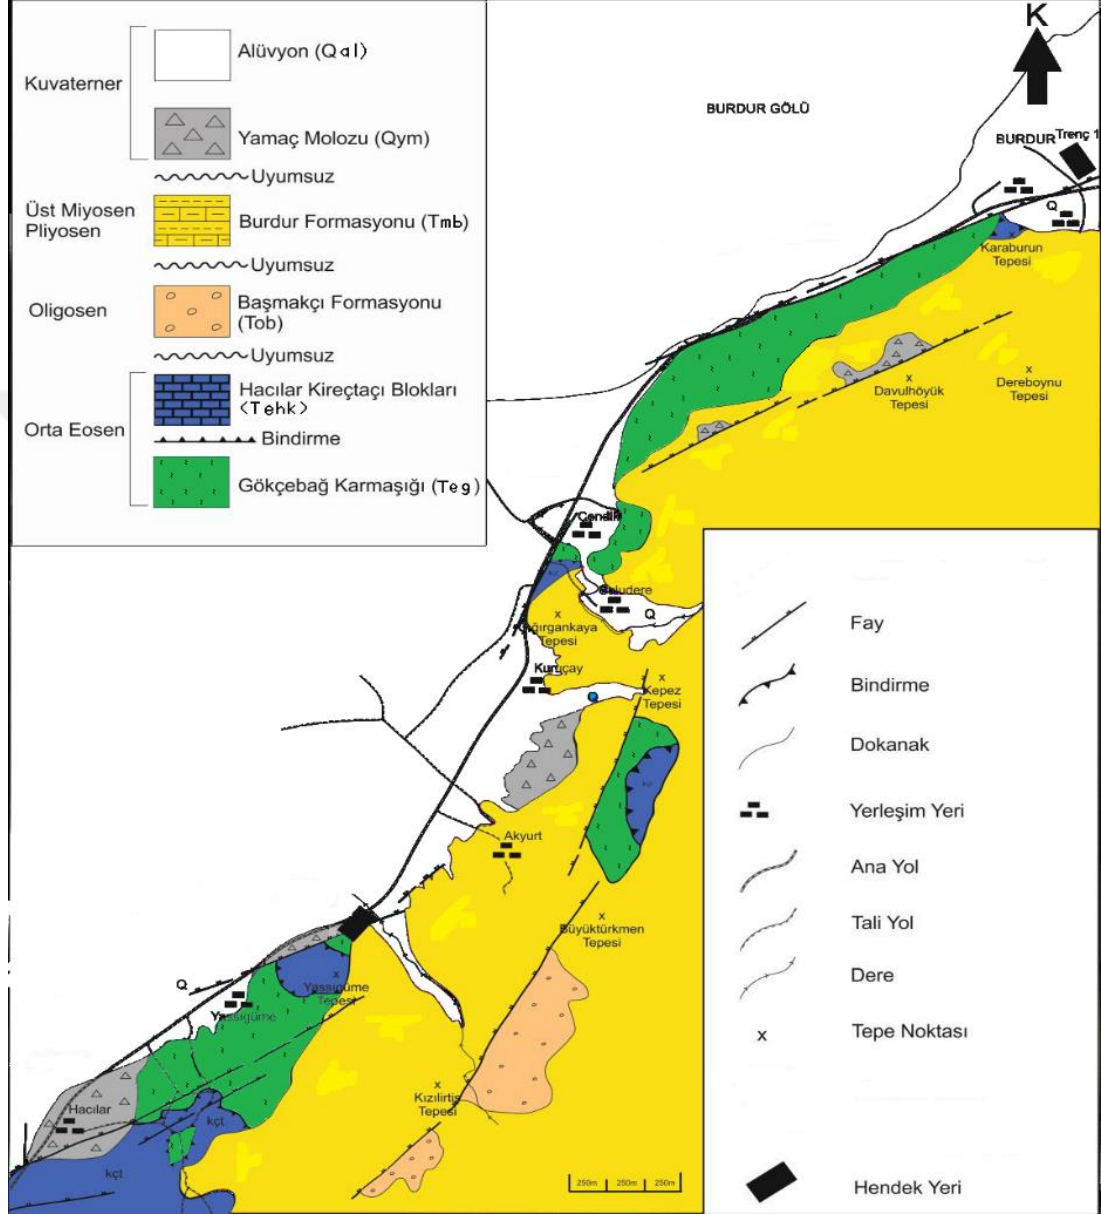 Kuvaterner
Alüvyon (Qal)
Yamaç Molozu (Qym)
Uyumsuz
Üst Miyosen
Pliyosen
Burdur Formasyonu (Tmb)
Uyumsuz
Oligosen
Başmakçı Formasyonu
(Tob)
Uyumsuz
Orta Eosen
Hacılar Kireçtaçı Blokları
(Tehk)
Bindirme
Gökçebağ Karmaşığı (Teg)
K
BURDUR GÖLÜ
BURDUR
Trenç 1
Q
Karaburun
Tepesi
Davulhöyük
Tepesi
Dereboynu
Tepesi
Q
Tepesi
Kuruçay
Kepez
Tepesi
Q
Akyurt
Büyüktürkmen
Tepesi
Q
Yassıgüme
Tepesi
Yassıgüme
Kızılirtiş
Tepesi
Hacılar
kçt
kçt
250m 250m 250m
Fay
Bindirme
Dokanak
Yerleşim Yeri
Ana Yol
Tali Yol
Dere
x Tepe Noktası
Hendek Yeri